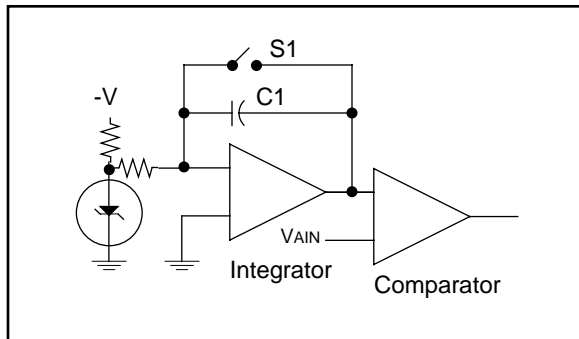 S1
-V
C1
VAIN
Integrator
Comparator